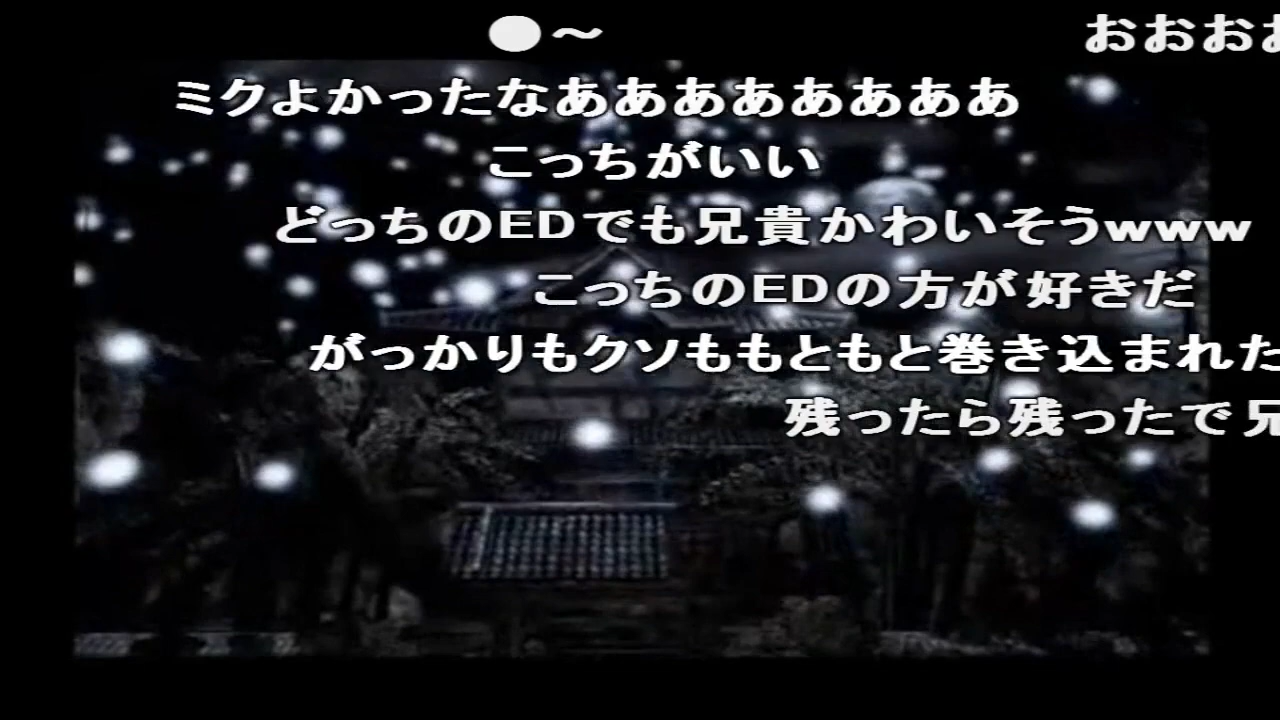 ●～
おおおお
ミクよかったなあああああああああ
こっちがいい
どっちのEDでも兄貴かわいそうwww
こっちのEDの方が好きだ
がっかりもクソももともと巻き込まれた
残ったら残ったで兄